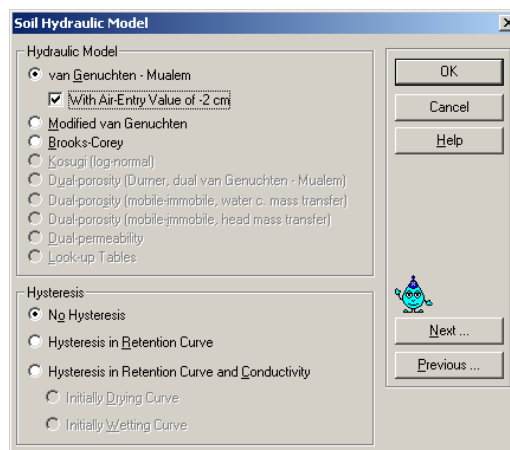 Soil Hydraulic Model
Hydraulic Model
van Genuchten - Mualem
With Air-Entry Value of -2 cm
Modified van Genuchten
Brooks-Corey
Kosugi (log-normal)
Dual-porosity (Durner, dual van Genuchten - Mualem)
Dual-porosity (mobile-immobile, water c. mass transfer)
Dual-porosity (mobile-immobile, head mass transfer)
Dual-permeability
Look-up Tables
Hysteresis
No Hysteresis
Hysteresis in Retention Curve
Hysteresis in Retention Curve and Conductivity
Initially Drying Curve
Initially Wetting Curve
OK
Cancel
Help
Next ...
Previous ...